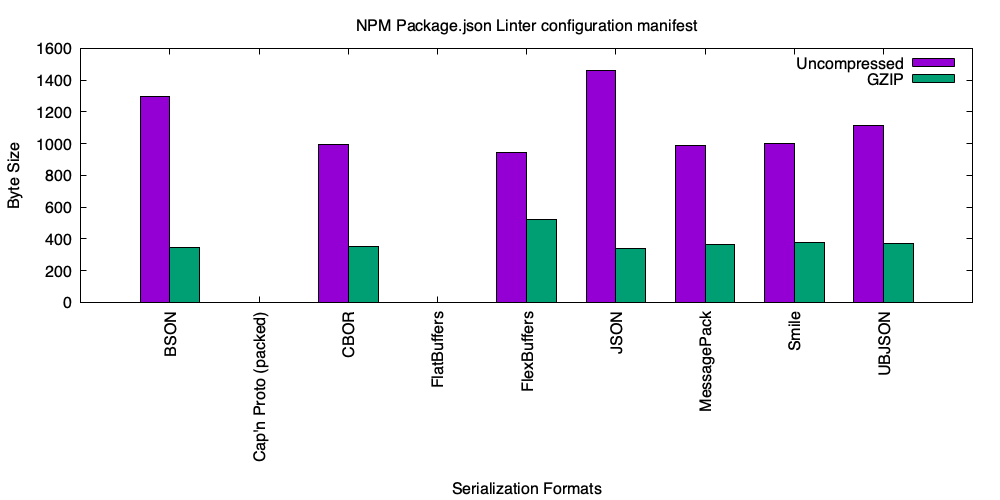 NPM Package.json Linter configuration manifest
1600
1400
1200
1000
800
600
400
200
0
Byte Size
Uncompressed
GZIP
BSON
Cap'n Proto (packed)
CBOR
FlatBuffers
FlexBuffers
JSON
MessagePack
Smile
UBJSON
Serialization Formats